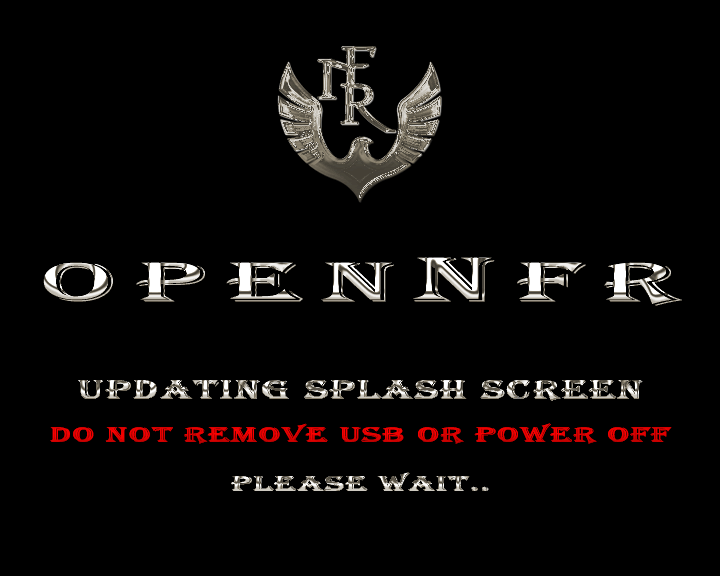 NFR
OPENNFR
UPDATING SPLASH SCREEN
DO NOT REMOVE USB OR POWER OFF
PLEASE WAIT..